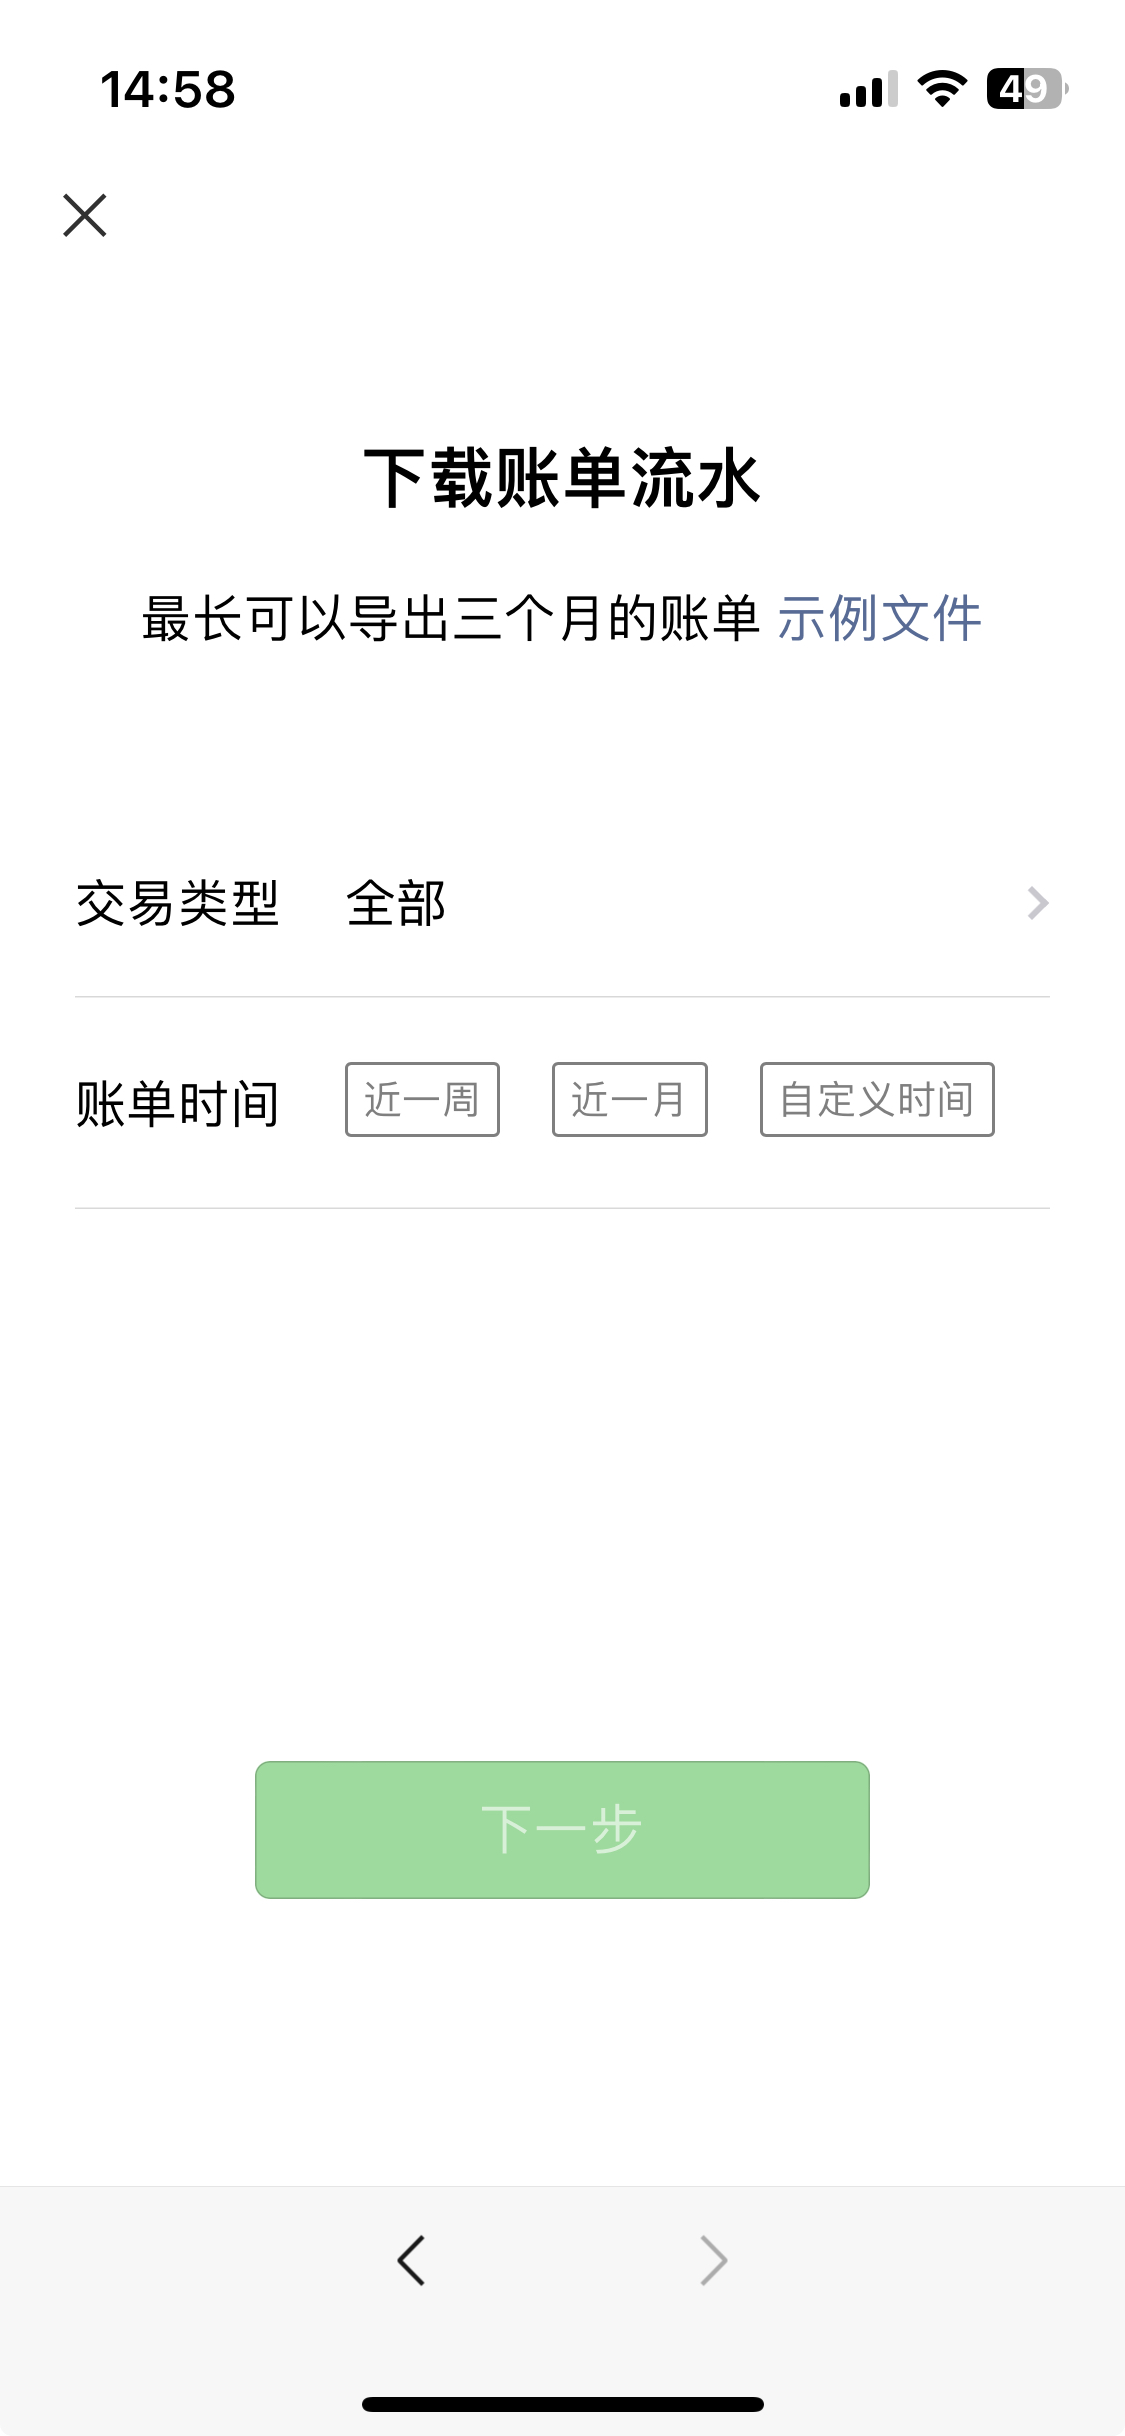 14:58
49
下载账单流水
最长可以导出三个月的账单 示例文件
交易类型 全部
账单时间 近一周 近一月 自定义时间
下一步